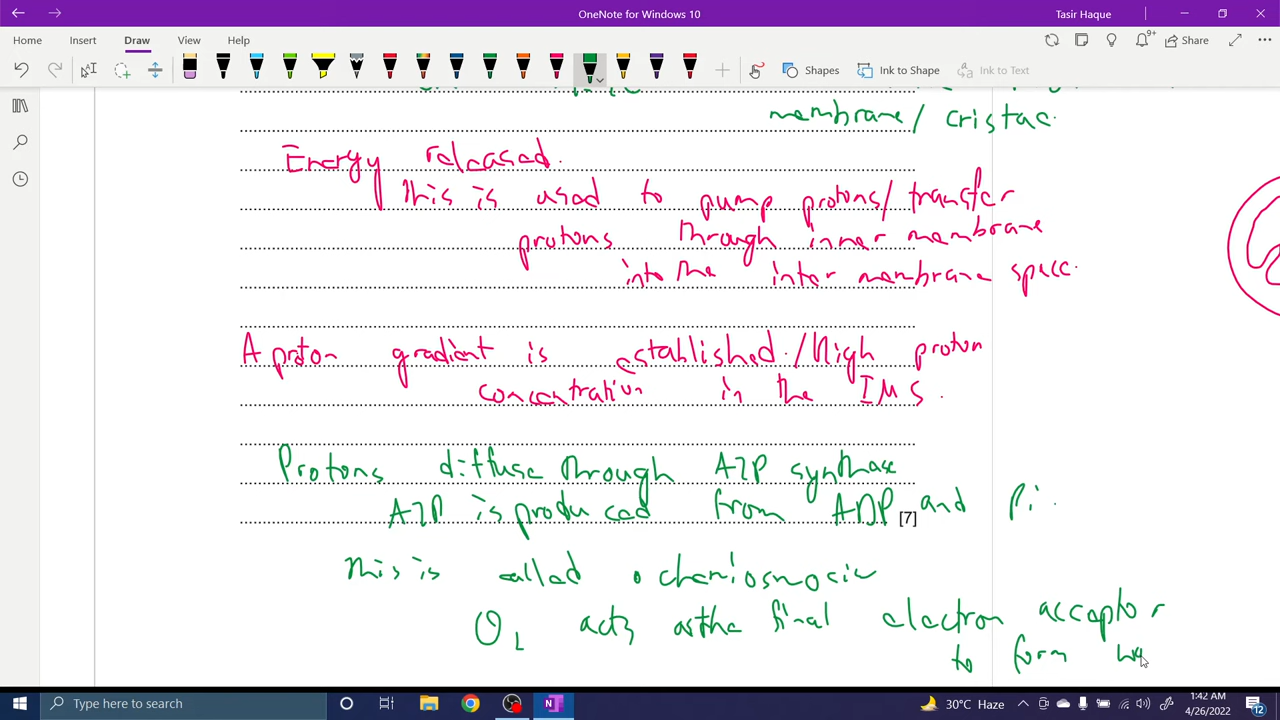 OneNote for Windows 10
Tasir Haque
Home Insert Draw View Help
9+ Share
Shapes Ink to Shape Ink to Text
membrane/ cristae.
Energy released.
This is used to pump protons/ transfer
protons through inner membrane
into the inter membrane space.
A proton gradient is established./High proton
concentration in the IMS.
Protons diffuse through ATP synthase
ATP is produced from ADP and Pi.
[7]
This is called chemiosmosis
O2 acts as the final electron acceptor
to form
Type here to search
30°C Haze
1:42 AM
4/26/2022
12